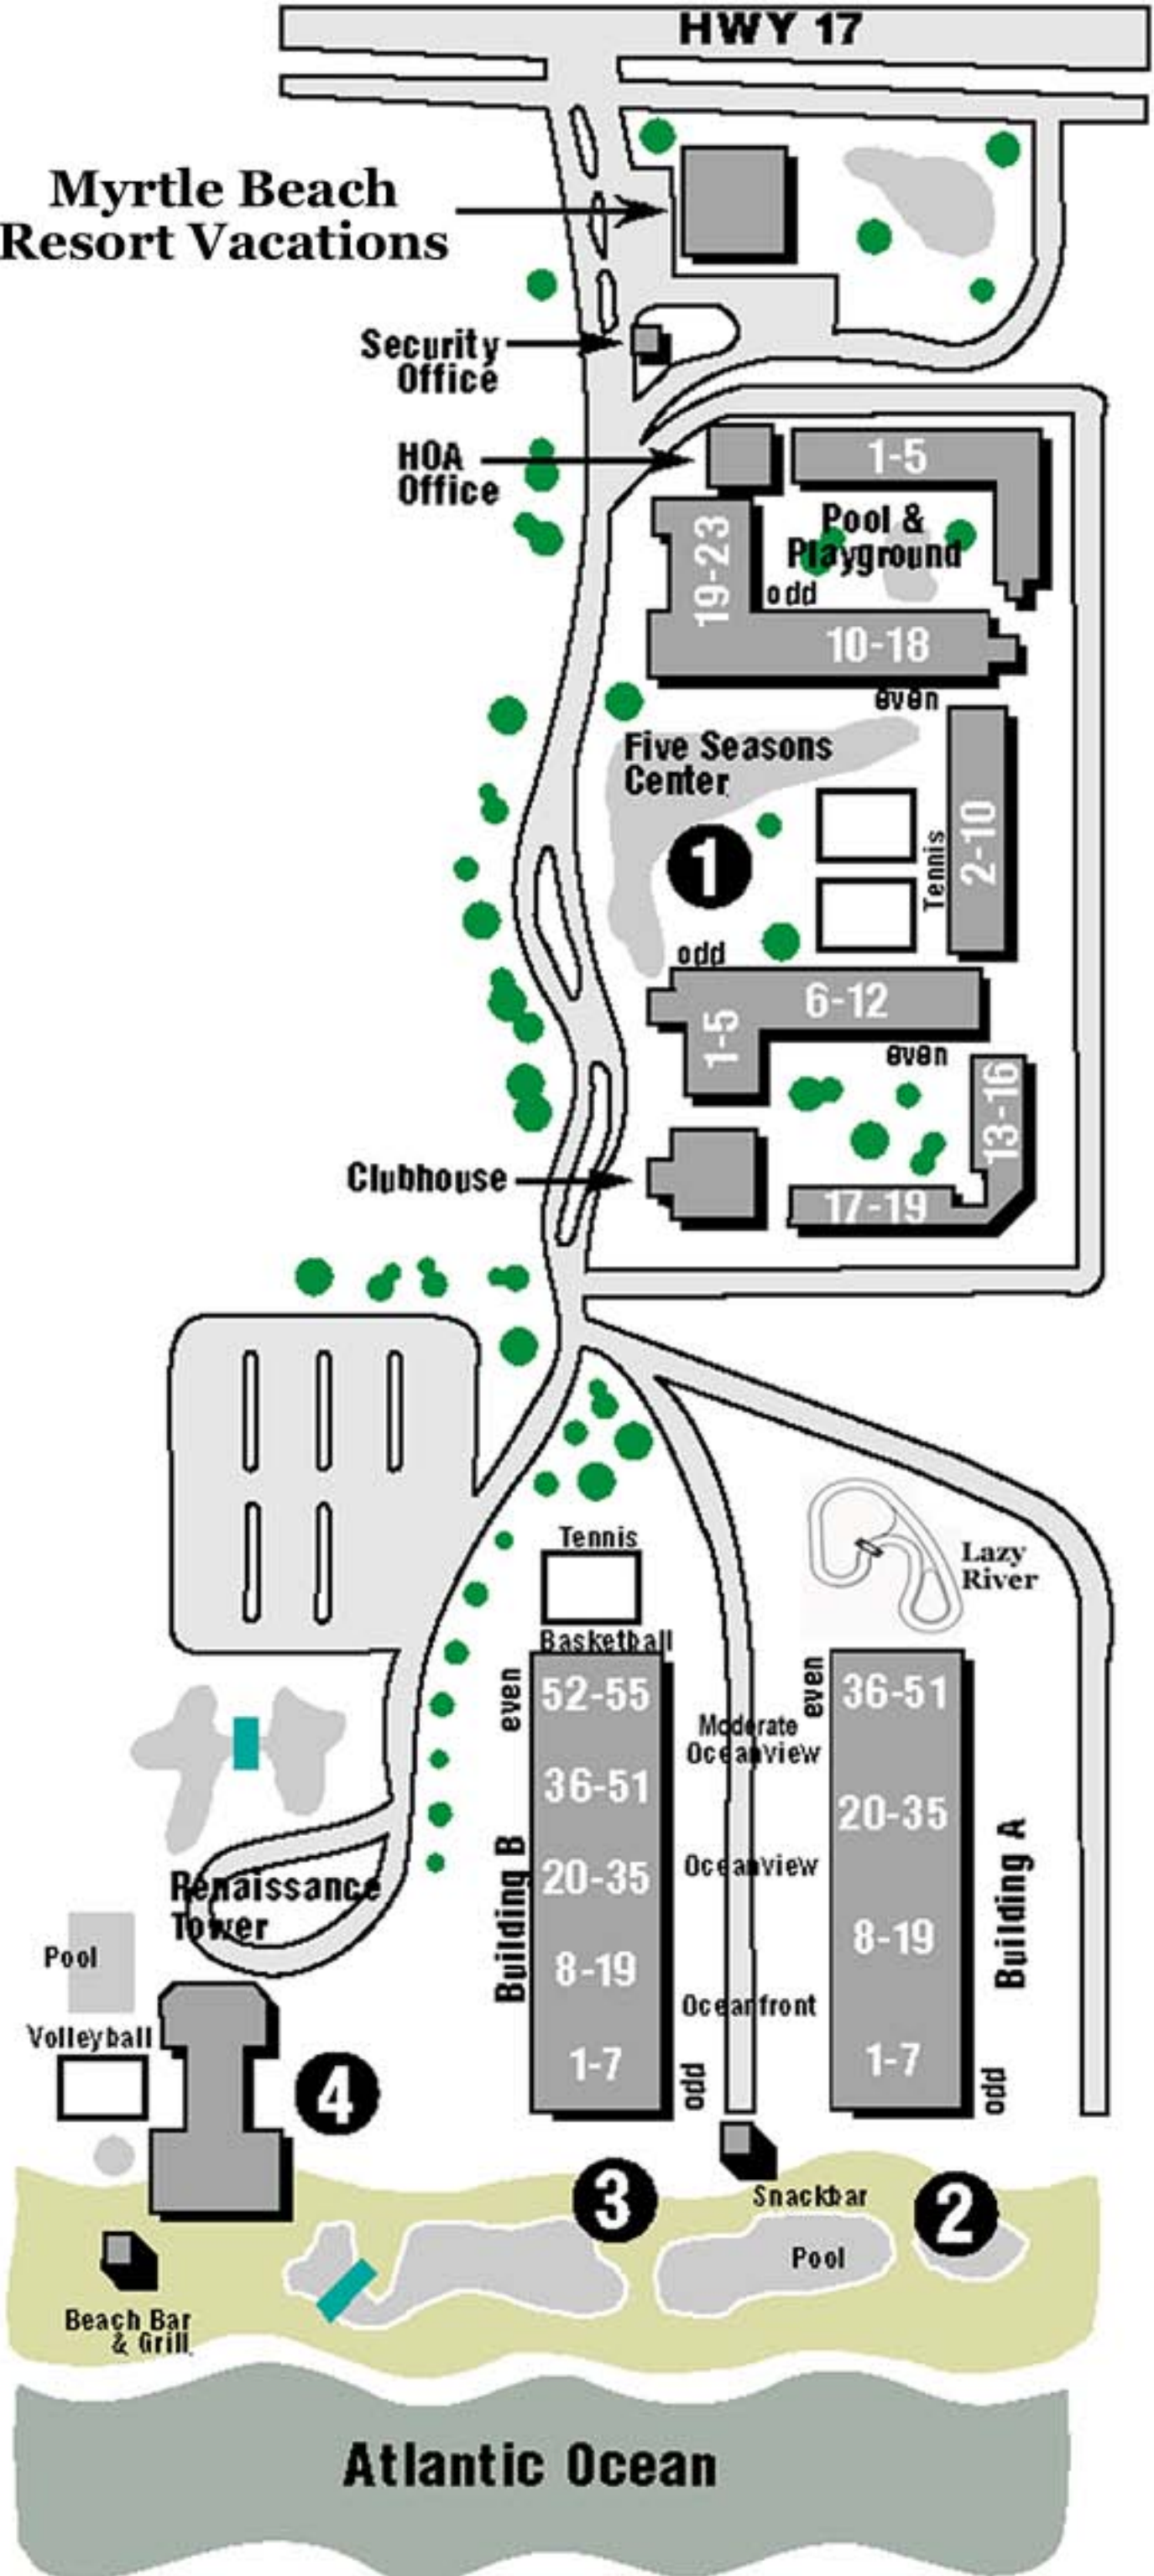 HWY 17
Myrtle Beach
Resort Vacations
Security
Office
HOA
Office
1-5
Pool &
Playground
19-23
odd
10-18
even
Five Seasons
Center
1
Tennis
2-10
odd
6-12
1-5
even
13-16
Clubhouse
17-19
Lazy
River
Tennis
Basketball
even
52-55
36-51
20-35
8-19
1-7
Building B
odd
Moderate
Oceanview
Oceanview
Oceanfront
even
36-51
20-35
8-19
1-7
Building A
odd
Renaissance
Tower
Pool
Volleyball
4
3
Snackbar
2
Pool
Beach Bar
& Grill
Atlantic Ocean